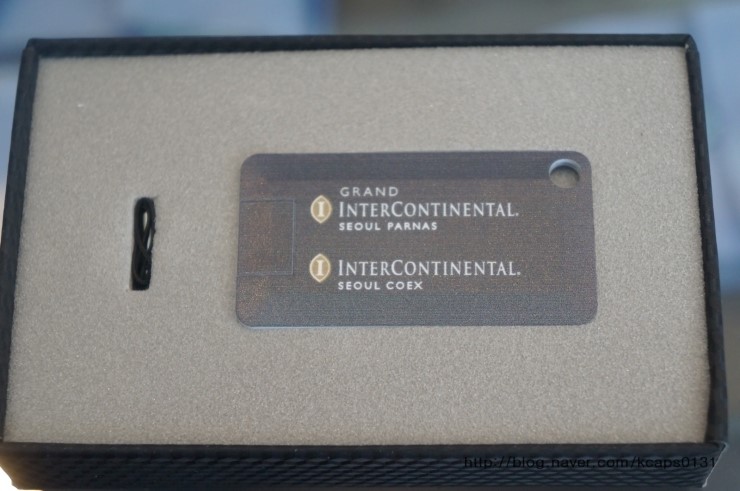 GRAND
INTERCONTINENTAL.
SEOUL PARNAS
INTERCONTINENTAL.
SEOUL COEX
http://blog.naver.com/kcaps0131